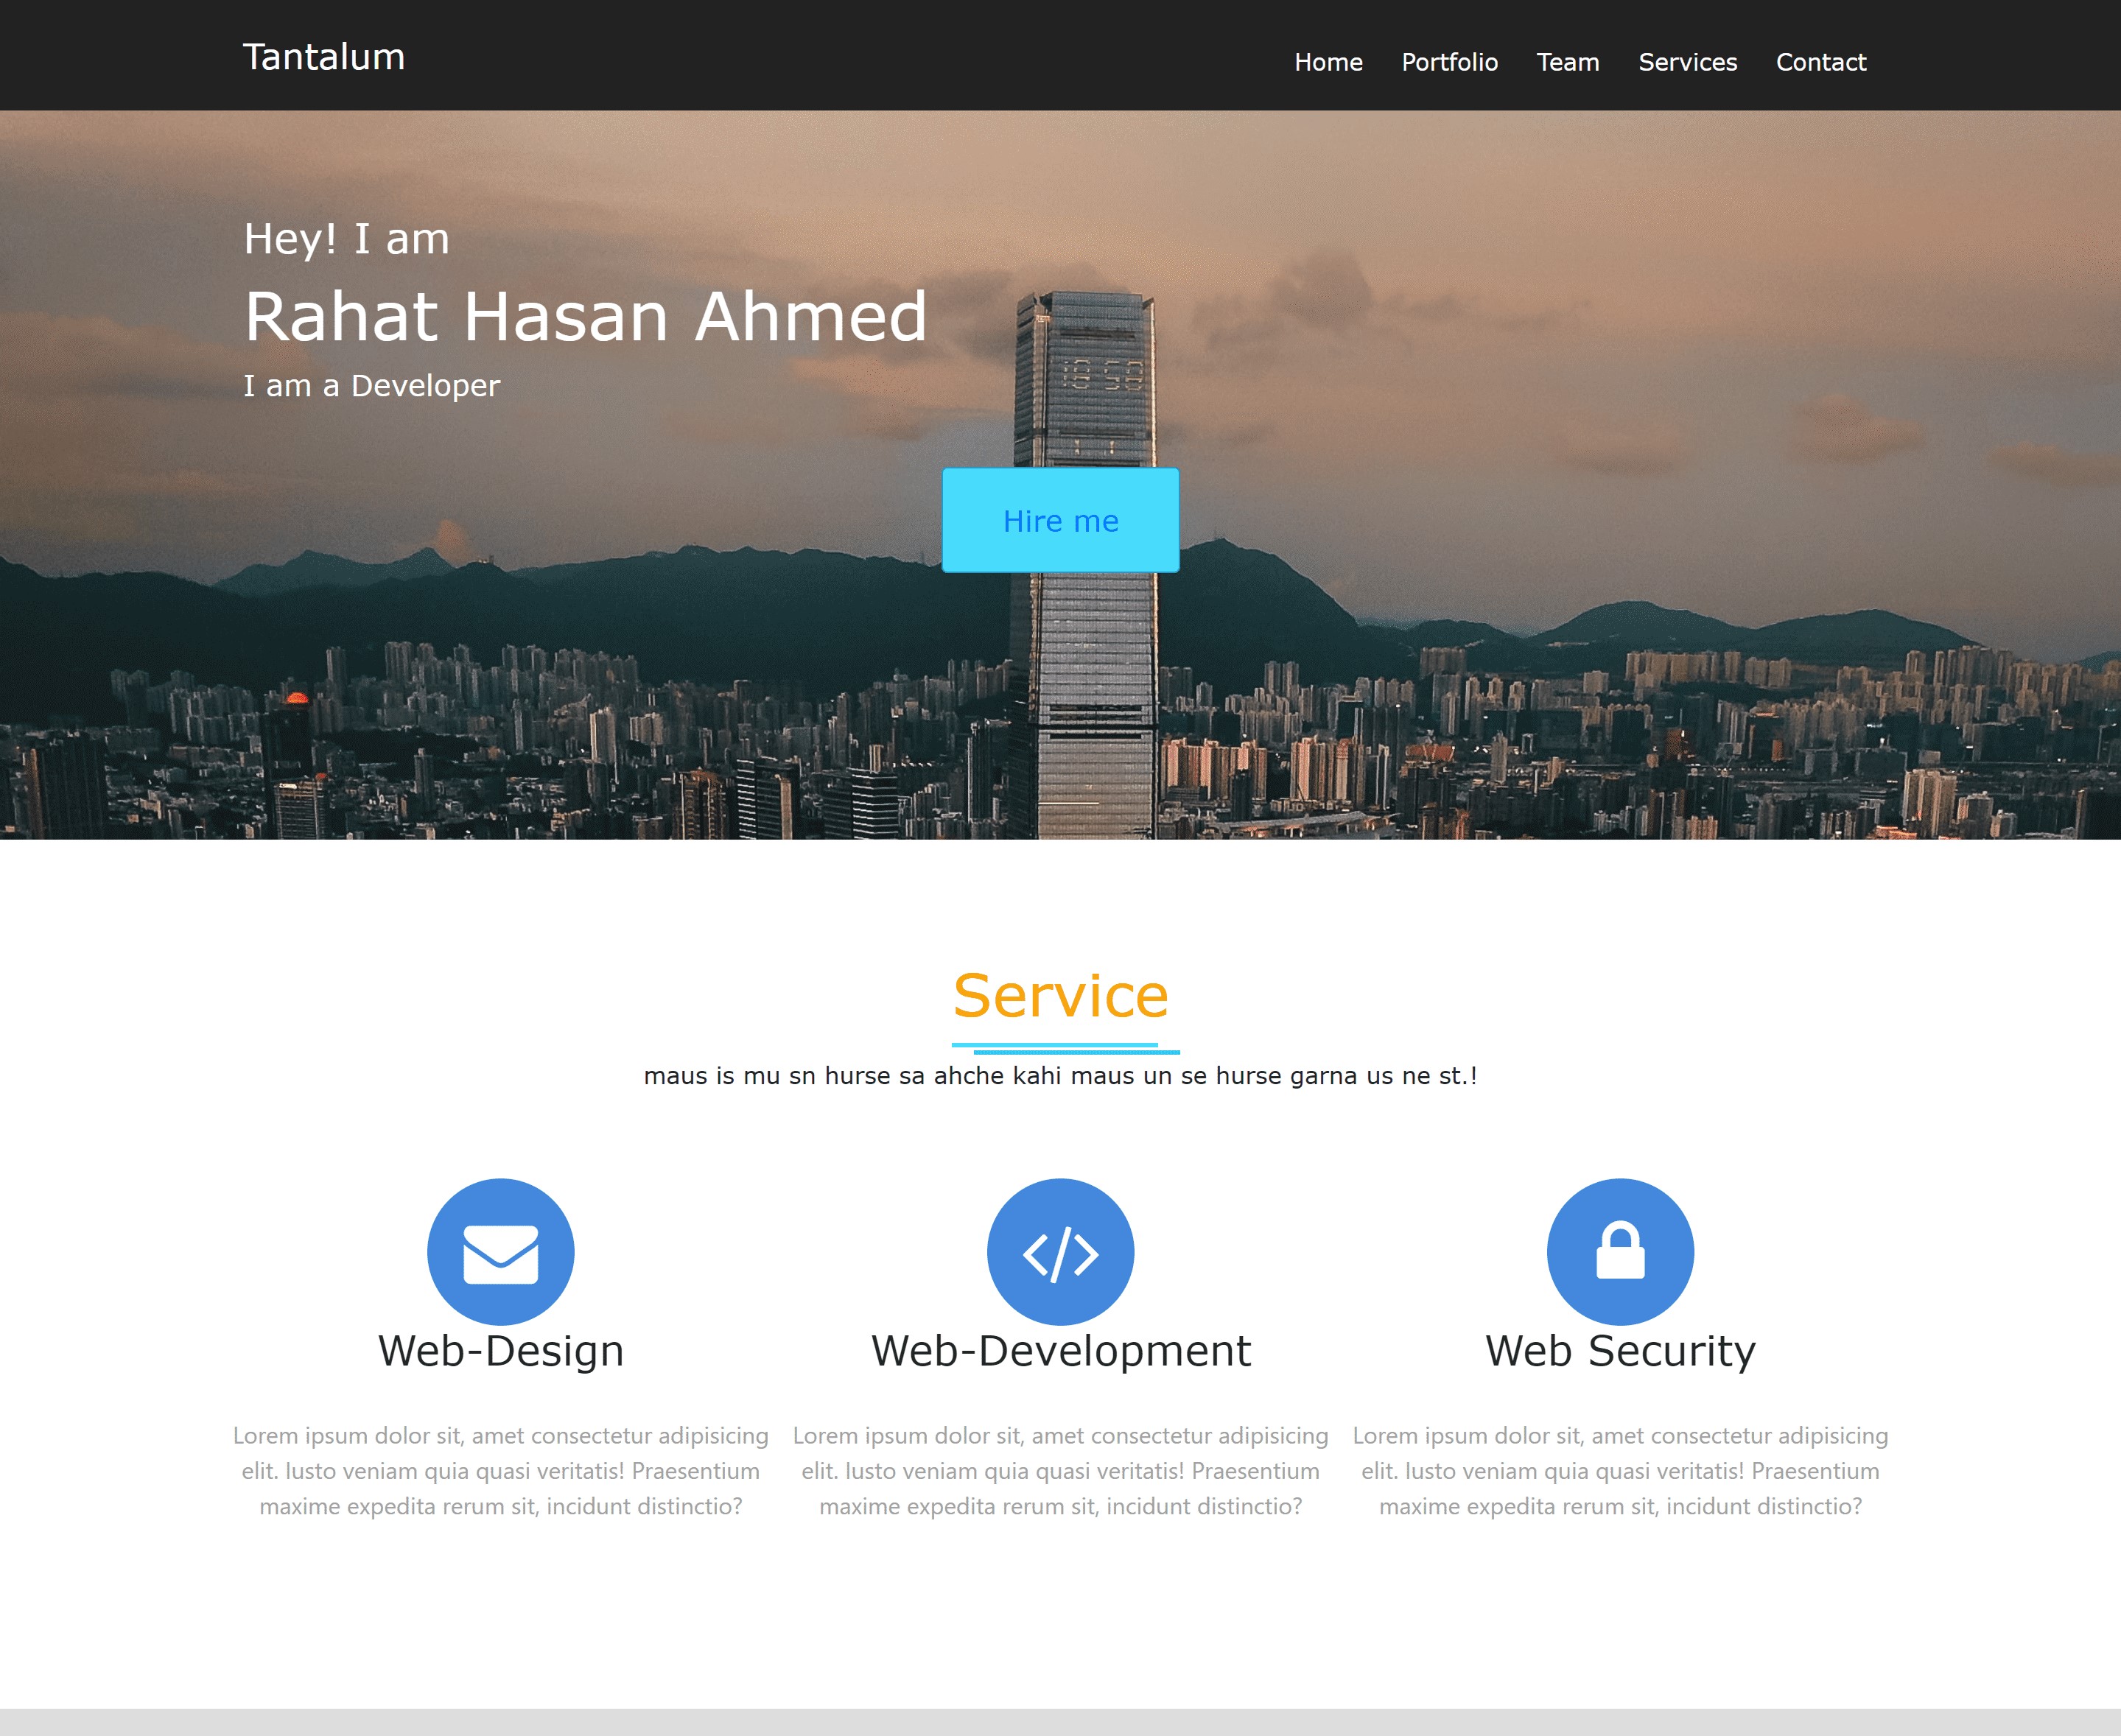 Tantalum
Home Portfolio Team Services Contact
Hey! I am
Rahat Hasan Ahmed
I am a Developer
Hire me
Service
maus is mu sn hurse sa ahche kahi maus un se hurse garna us ne st.!
Web-Design
Lorem ipsum dolor sit, amet consectetur adipisicing
elit. Iusto veniam quia quasi veritatis! Praesentium
maxime expedita rerum sit, incidunt distinctio?
Web-Development
Lorem ipsum dolor sit, amet consectetur adipisicing
elit. Iusto veniam quia quasi veritatis! Praesentium
maxime expedita rerum sit, incidunt distinctio?
Web Security
Lorem ipsum dolor sit, amet consectetur adipisicing
elit. Iusto veniam quia quasi veritatis! Praesentium
maxime expedita rerum sit, incidunt distinctio?